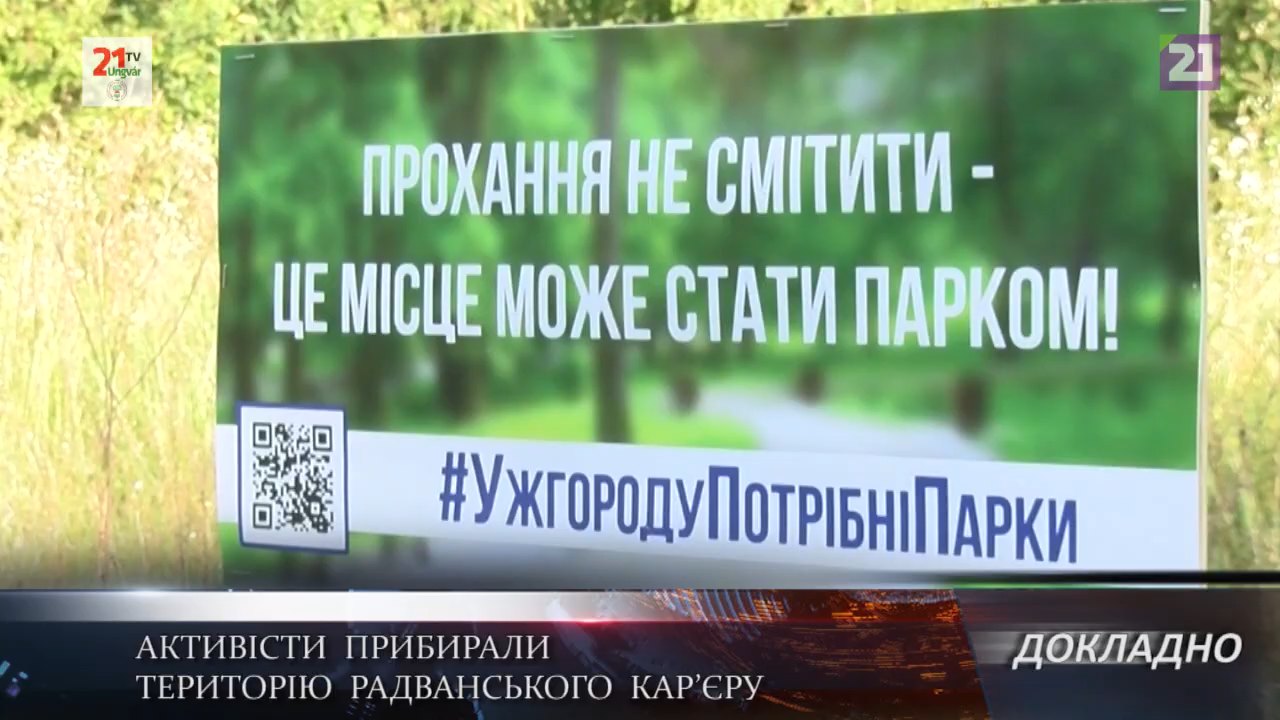 21 TV
Ungvár
21
ПРОХАННЯ НЕ СМІТИТИ -
ЦЕ МІСЦЕ МОЖЕ СТАТИ ПАРКОМ!
#УЖГОРОДУПОТРІБНІПАРКИ
АКТИВІСТИ ПРИБИРАЛИ
ТЕРИТОРІЮ РАДВАНСЬКОГО КАР’ЄРУ
ДОКЛАДНО